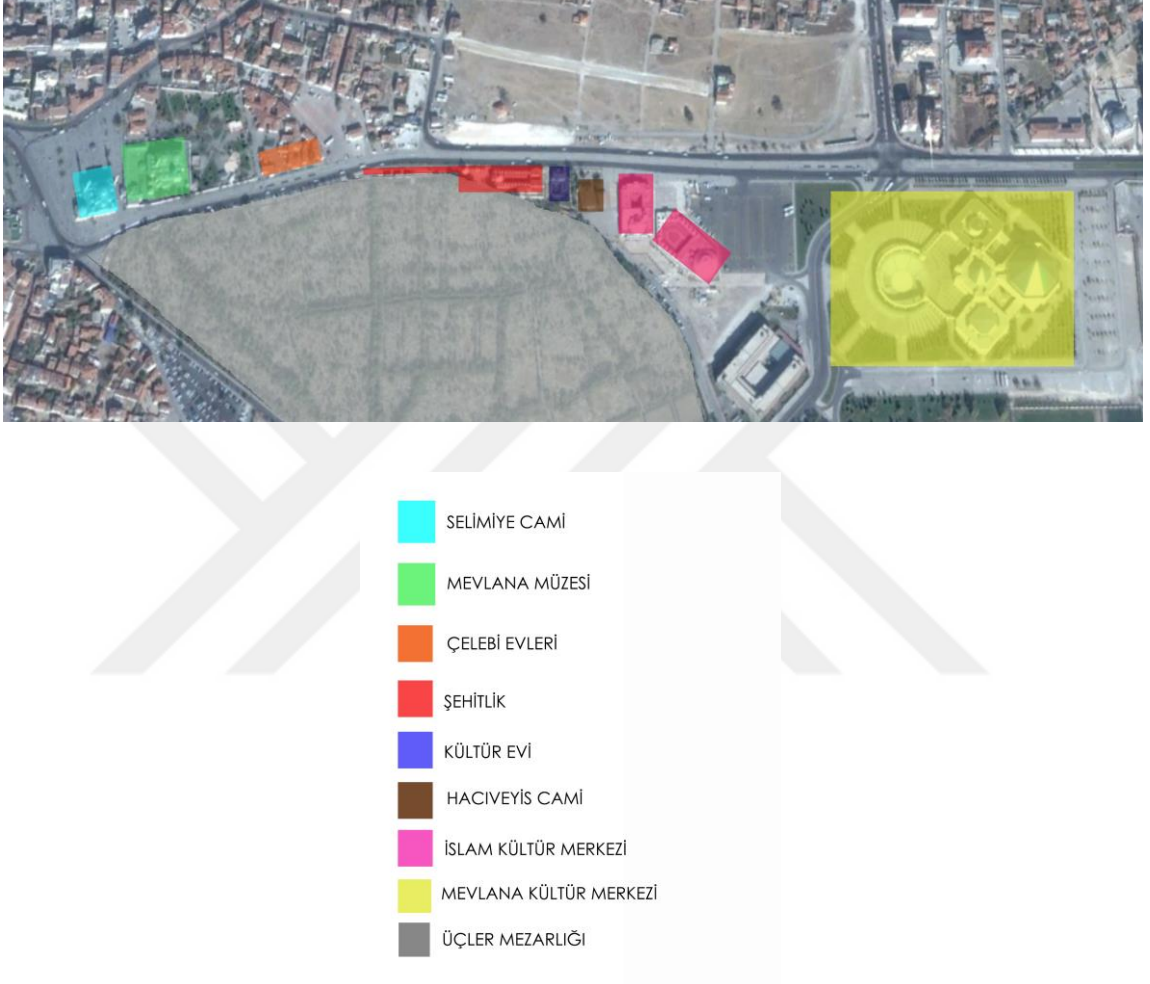 SELİMİYE CAMİ
MEVLANA MÜZESİ
ÇELEBİ EVLERİ
ŞEHİTLİK
KÜLTÜR EVİ
HACIVEYİS CAMİ
İSLAM KÜLTÜR MERKEZİ
MEVLANA KÜLTÜR MERKEZİ
ÜÇLER MEZARLIĞI